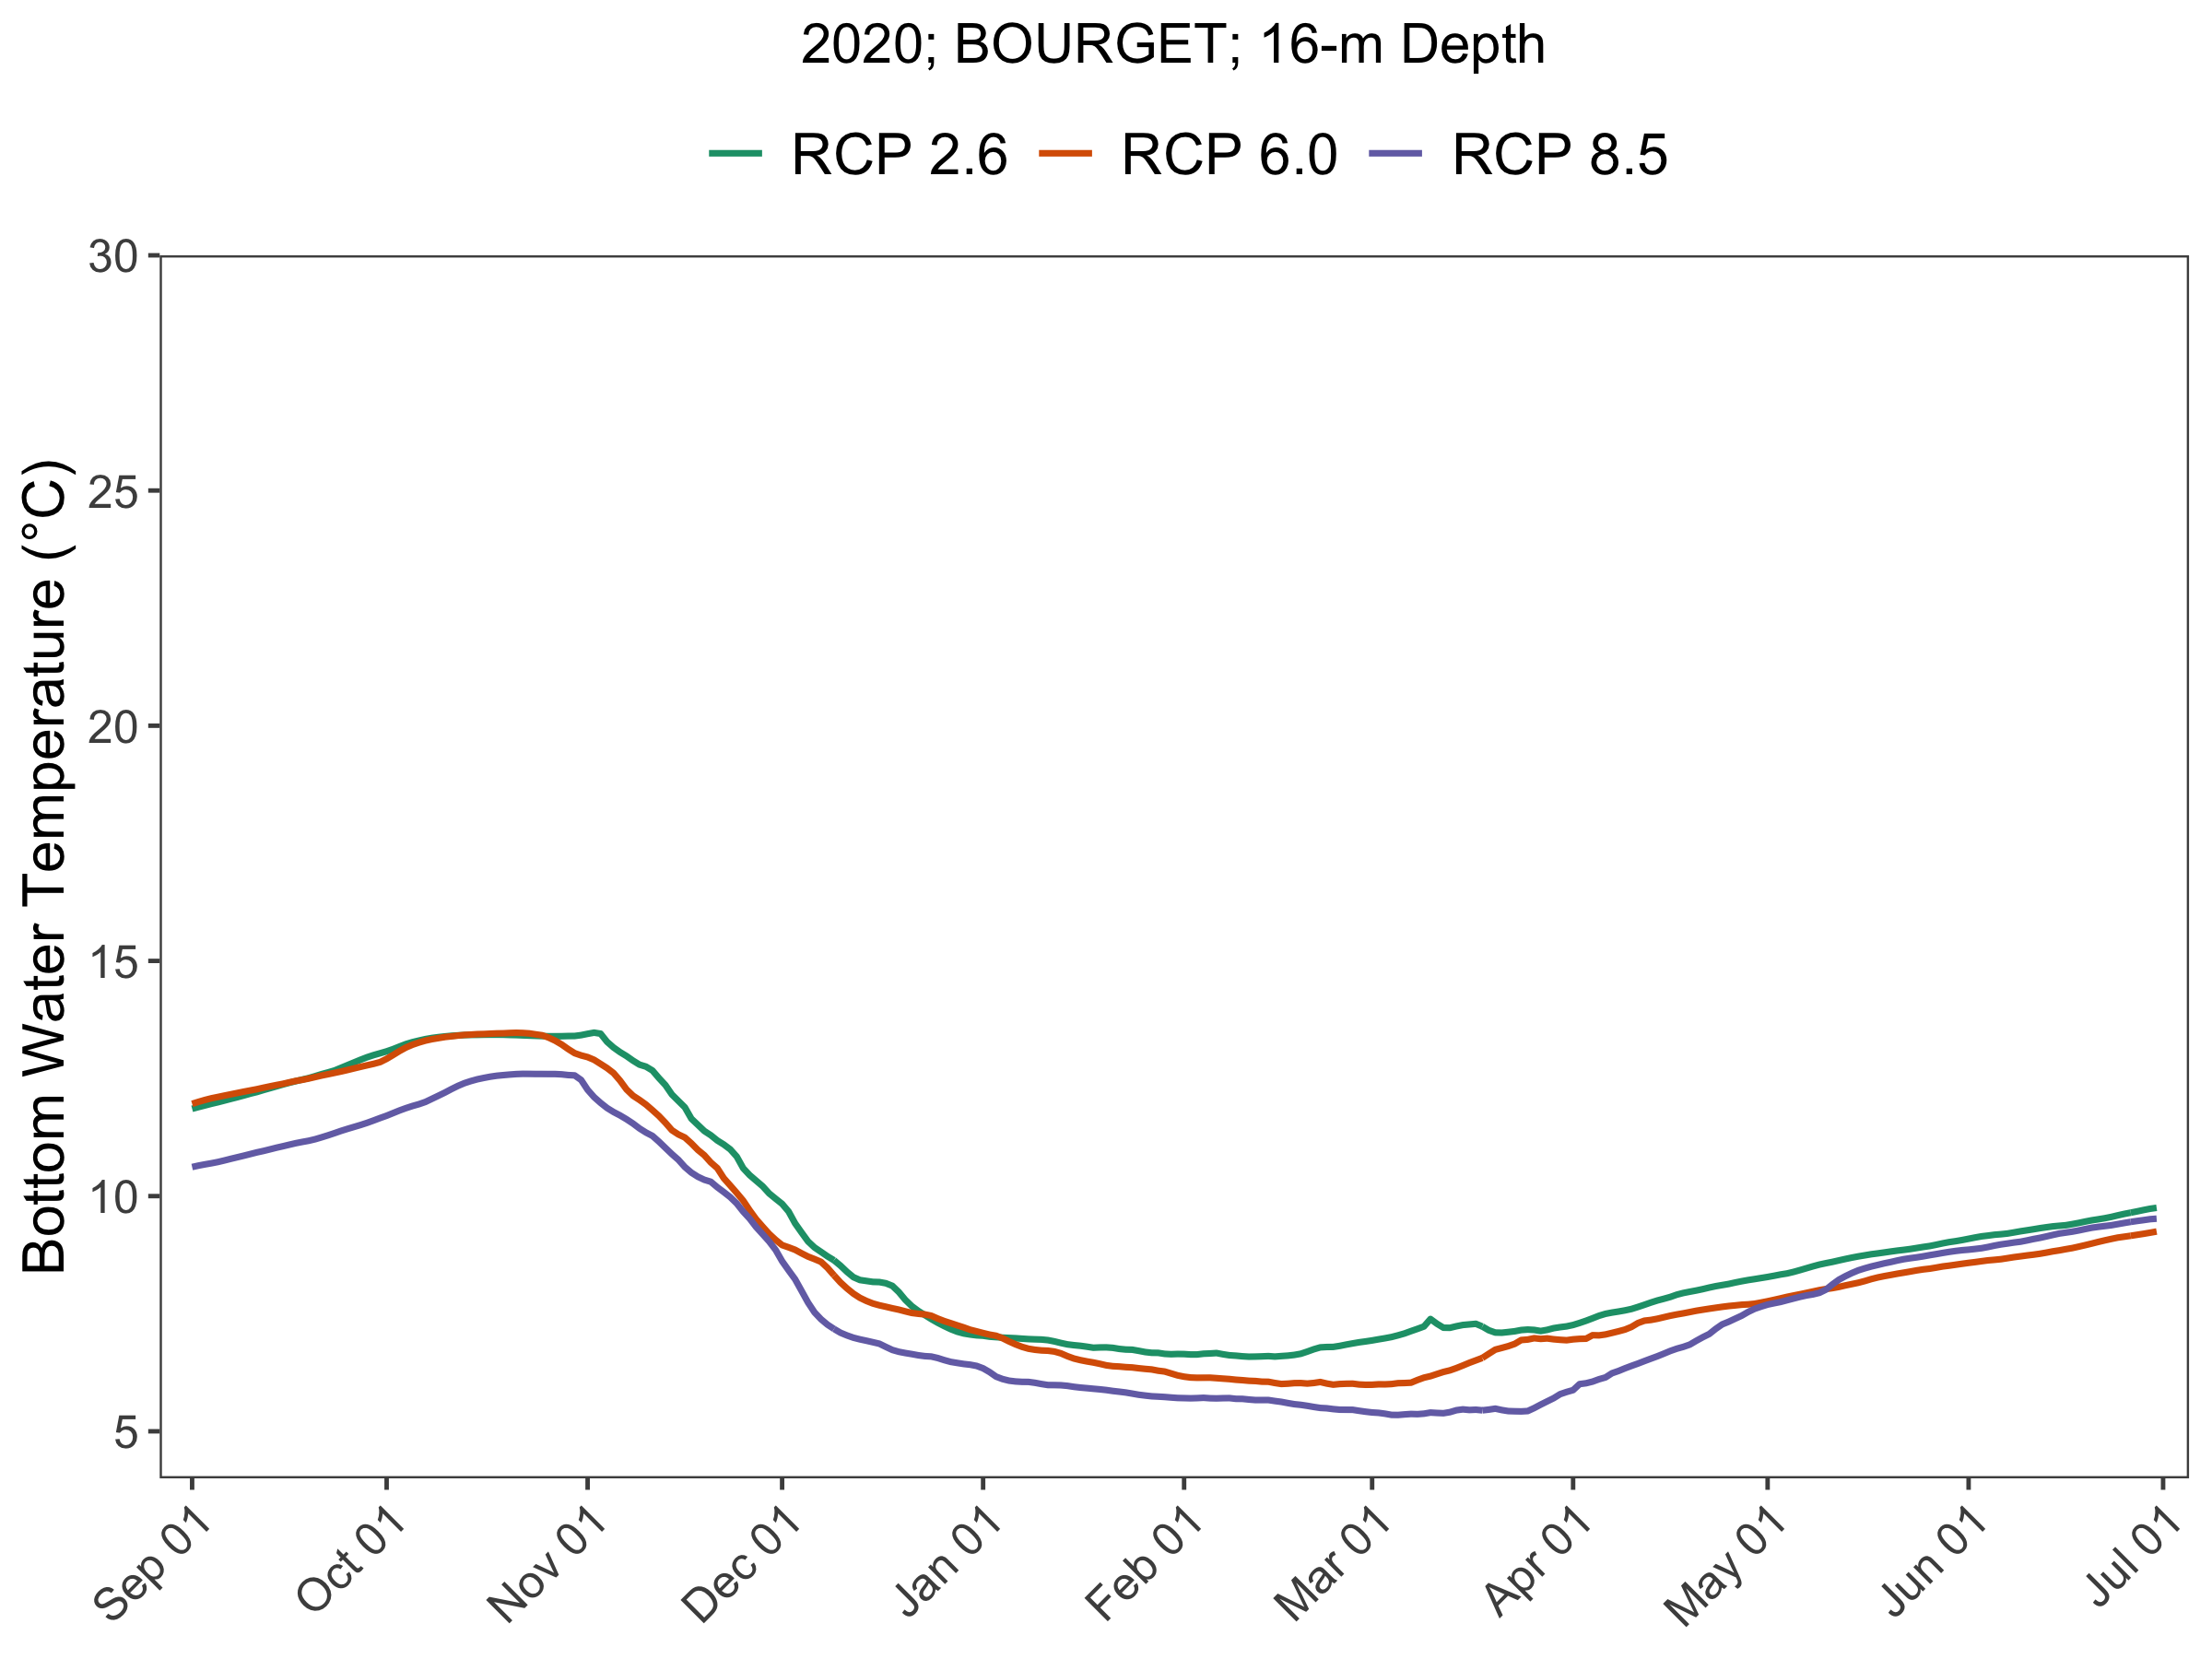 2020; BOURGET; 16-m Depth
RCP 2.6 RCP 6.0 RCP 8.5
Bottom Water Temperature (°C)
30
25
20
15
10
5
Sep 01 Oct 01 Nov 01 Dec 01 Jan 01 Feb 01 Mar 01 Apr 01 May 01 Jun 01 Jul 01